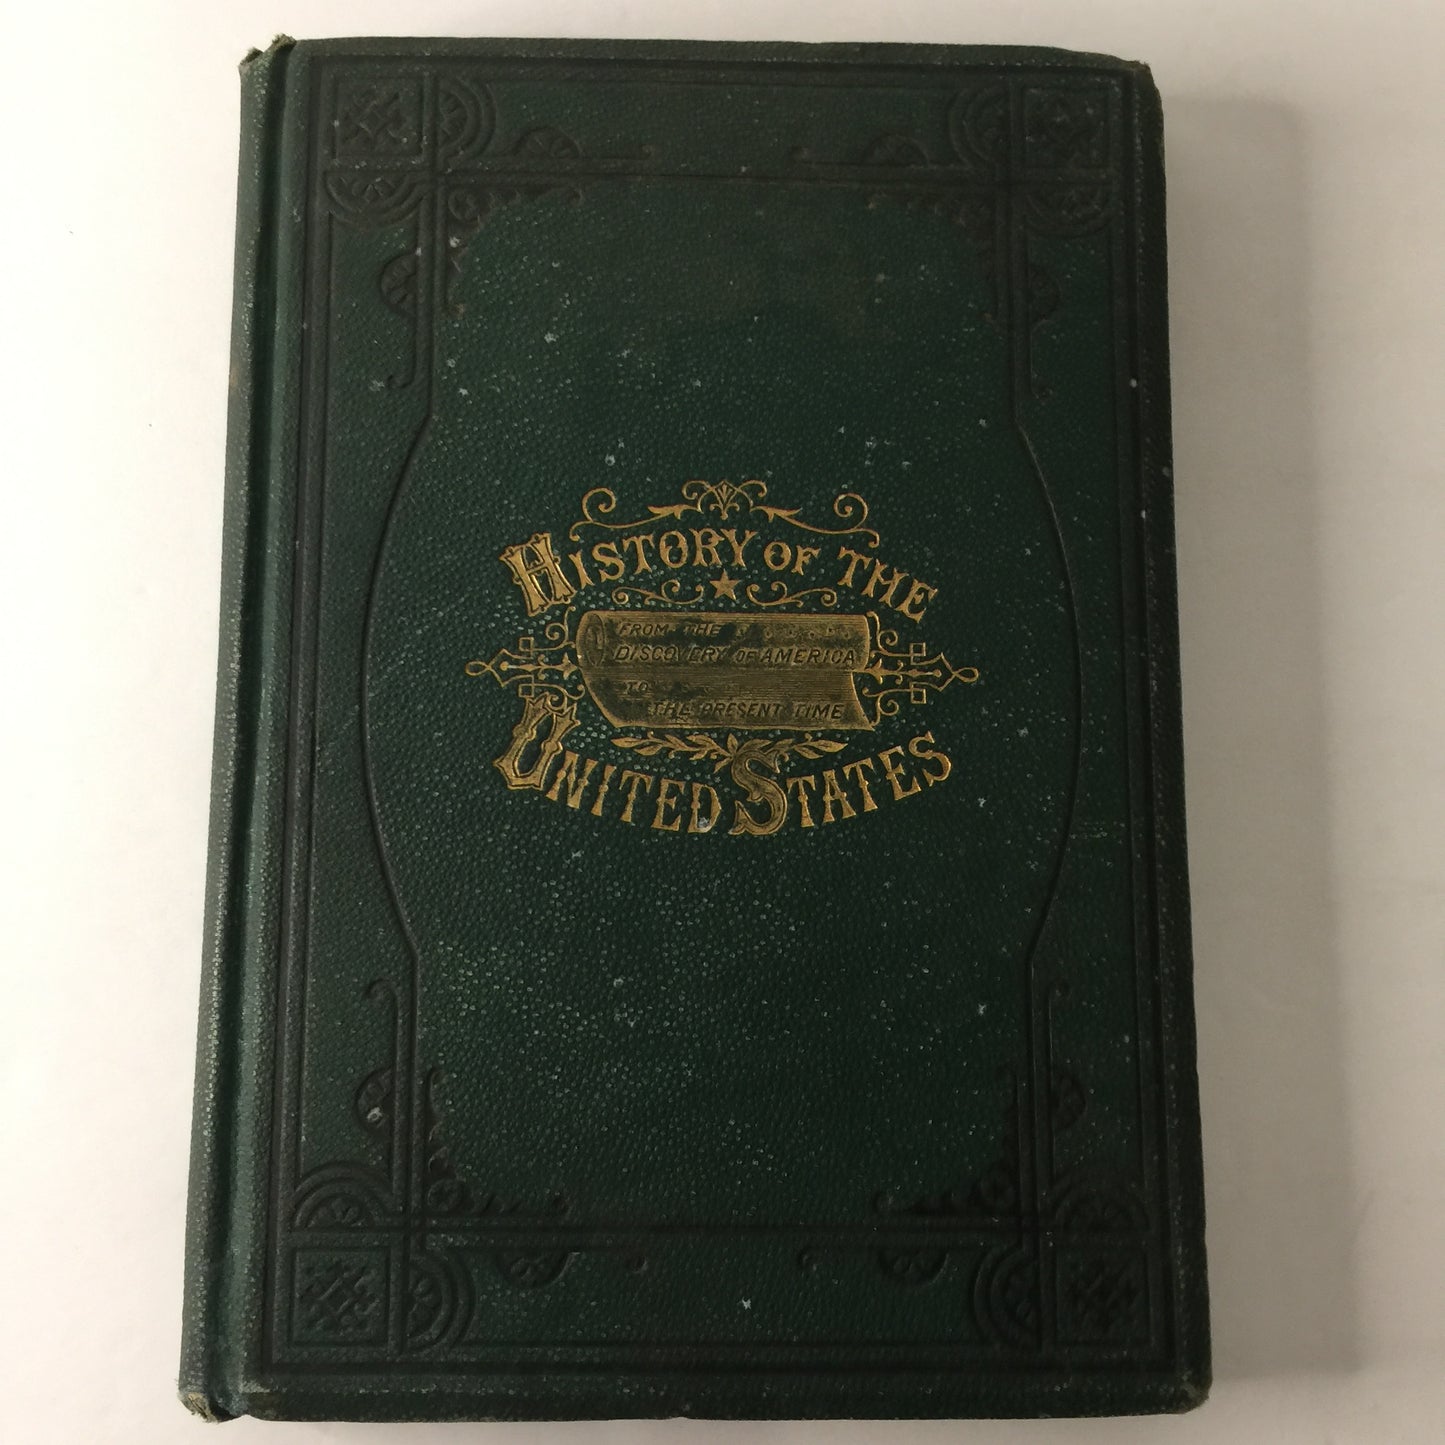 HISTORY OF THE
FROM THE
DISCOVERY OF AMERICA
TO
THE PRESENT TIME
UNITED STATES